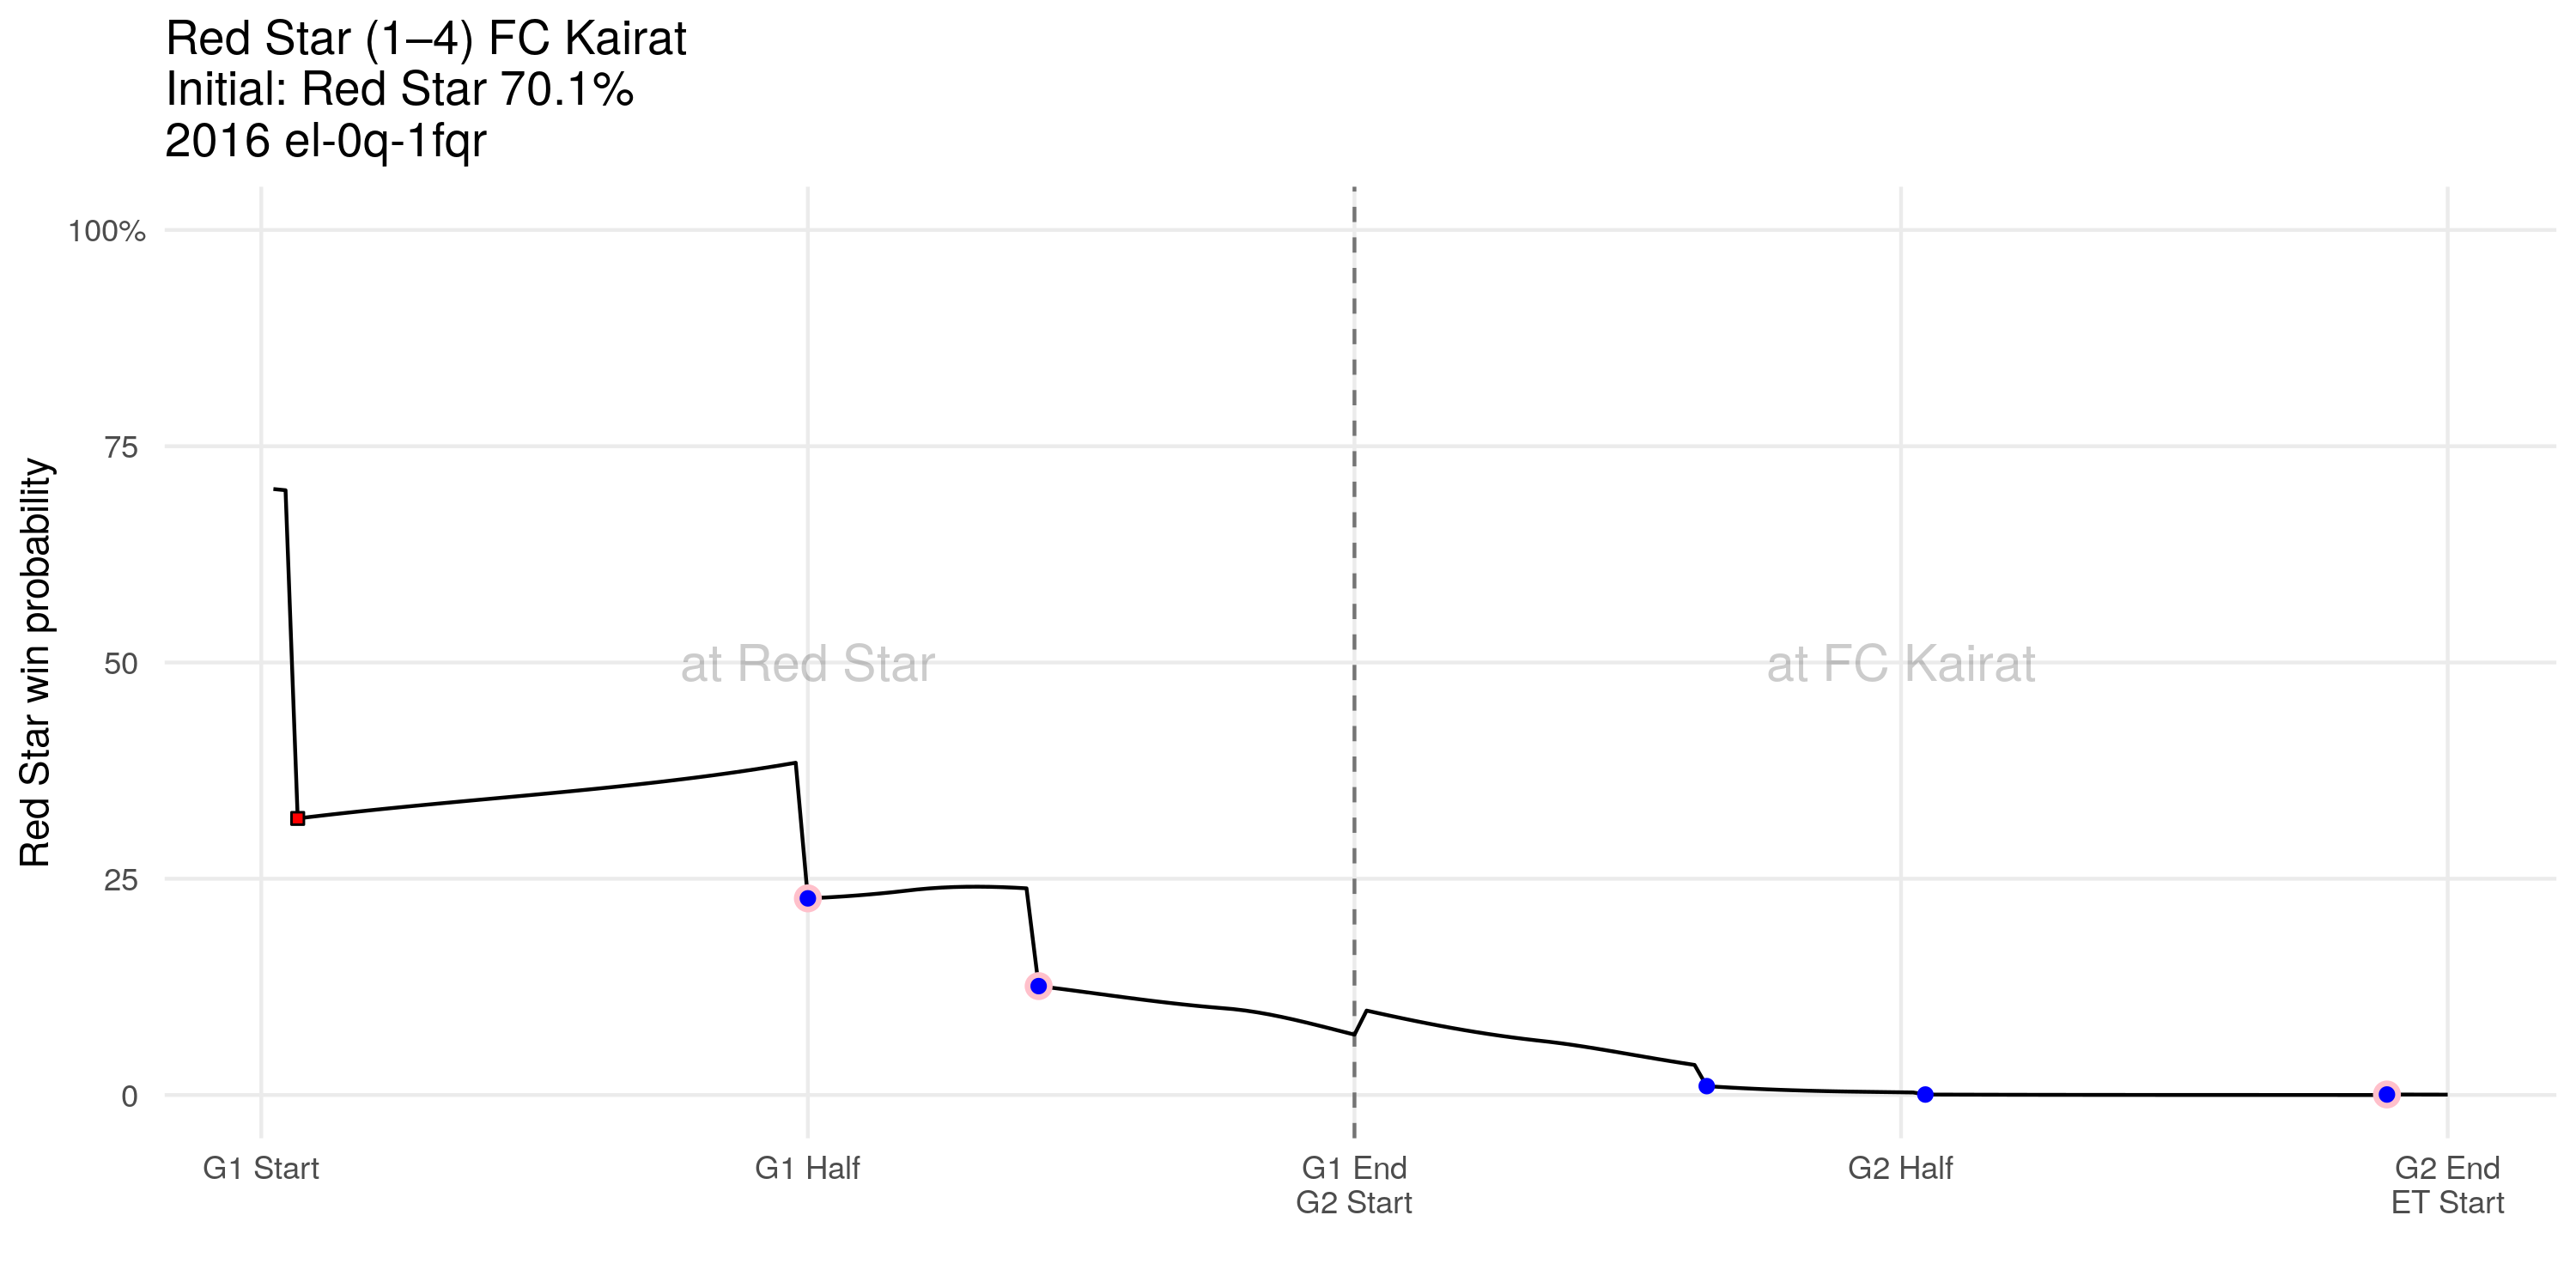 Red Star (1–4) FC Kairat
Initial: Red Star 70.1%
2016 el-0q-1fqr
Red Star win probability
100%
75
50
25
0
at Red Star
at FC Kairat
G1 Start
G1 Half
G1 End
G2 Start
G2 Half
G2 End
ET Start